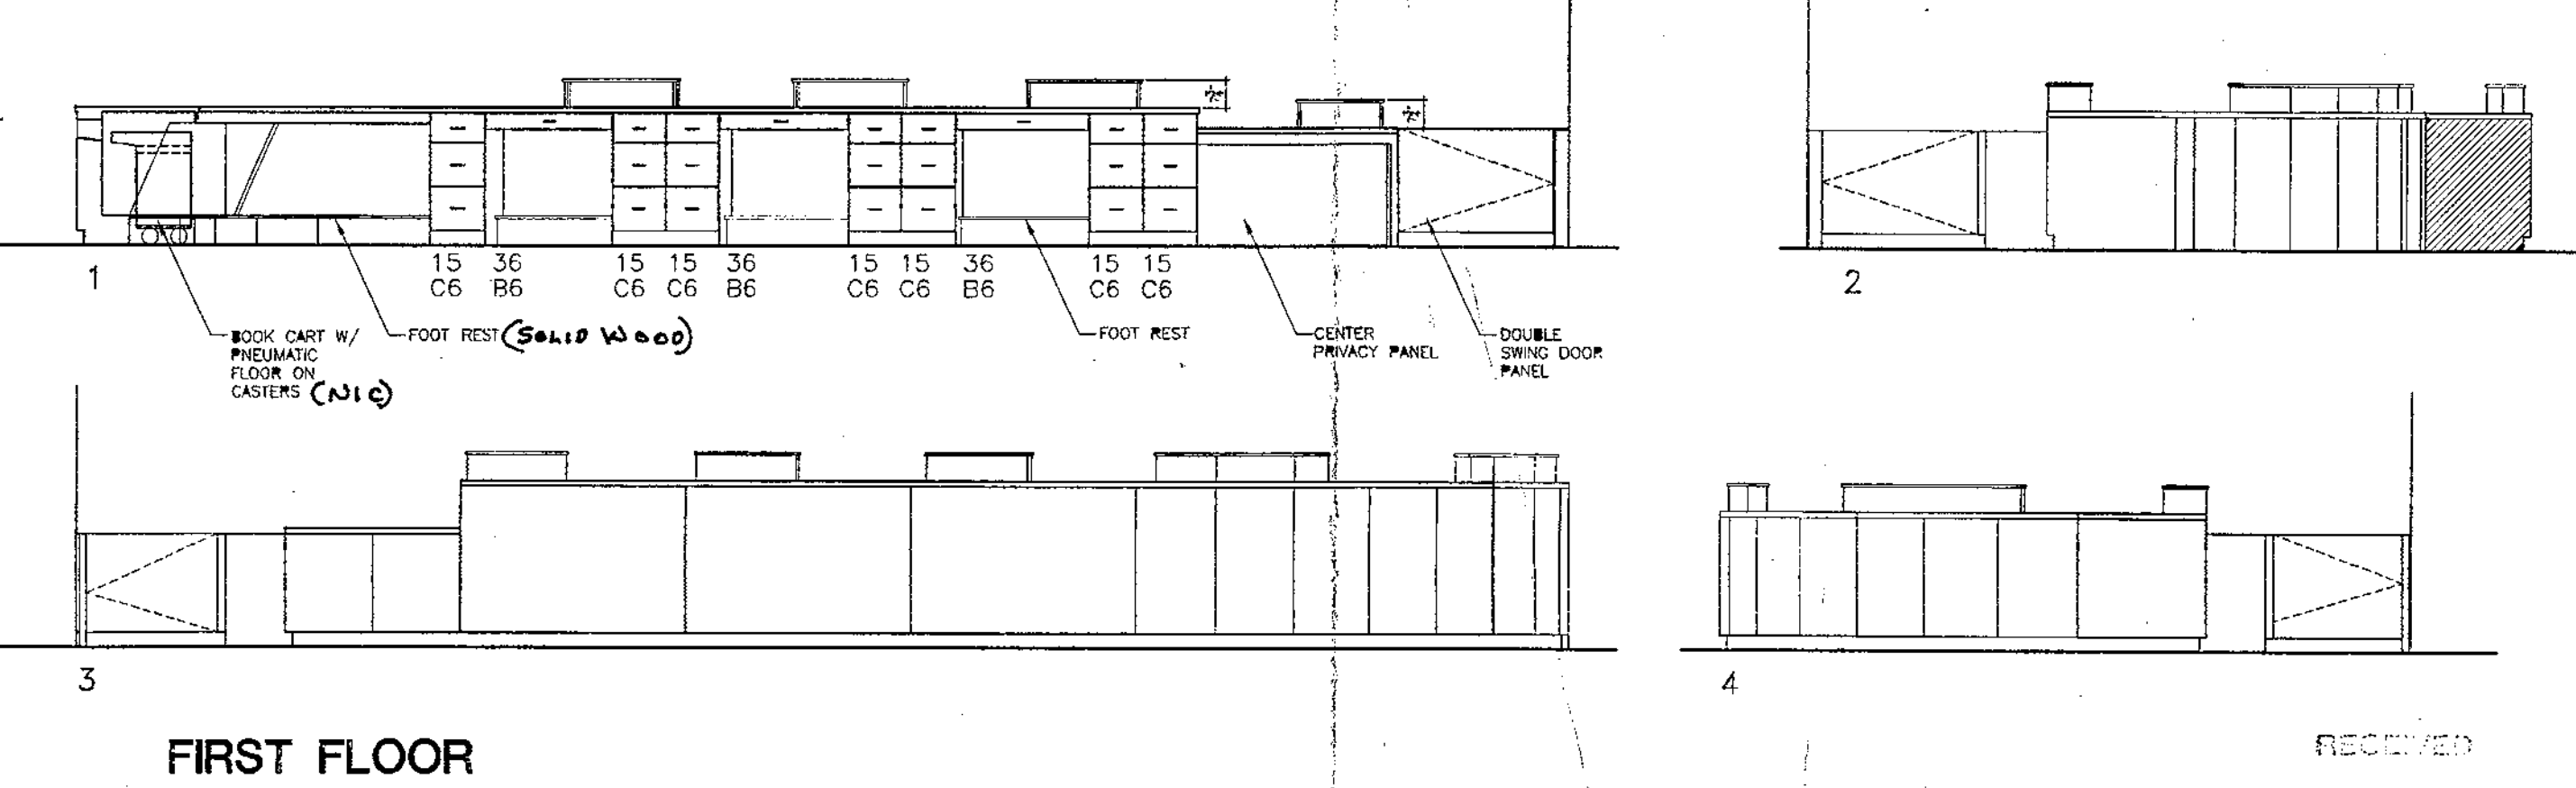 15 36 15 15 36 15 15 36 15 15
C6 B6 C6 C6 B6 C6 C6 B6 C6 C6
1
2
BOOK CART W/
PNEUMATIC
FLOOR ON
CASTERS (NIC)
FOOT REST (SOLID WOOD)
FOOT REST
CENTER
PRIVACY PANEL
DOUBLE
SWING DOOR
PANEL
3
4
FIRST FLOOR
RECEIVED